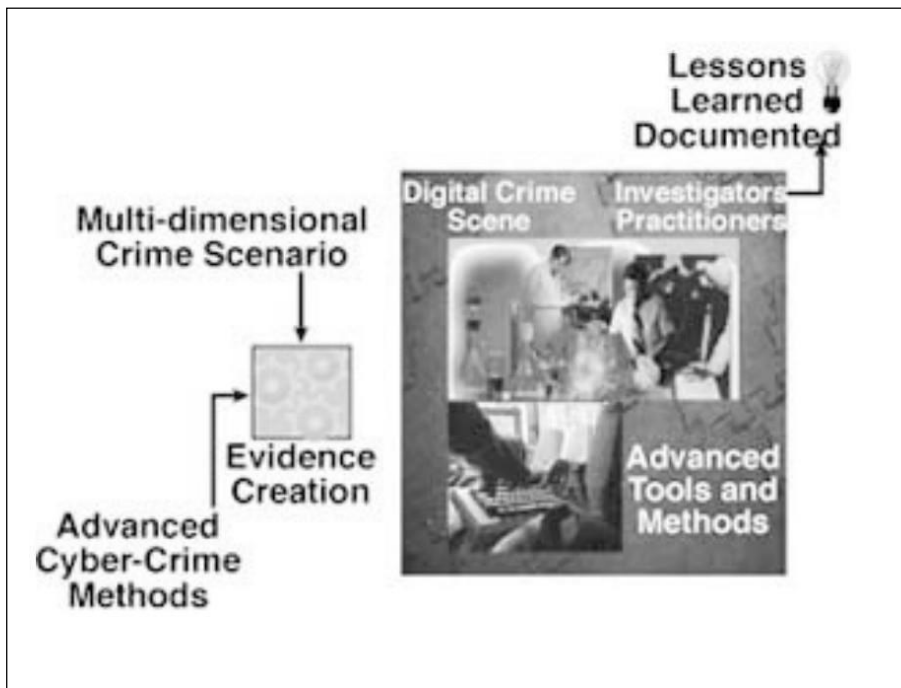 Lessons
Learned
Documented
Digital Crime
Scene
Investigators
Practitioners
Multi-dimensional
Crime Scenario
Evidence
Creation
Advanced
Tools and
Methods
Advanced
Cyber-Crime
Methods